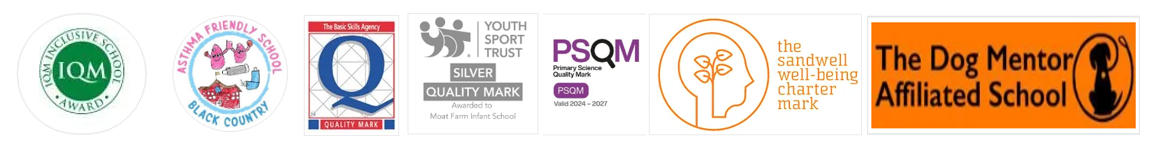 IQM INCLUSIVE SCHOOL
IQM
• AWARD •
ASTHMA FRIENDLY SCHOOL
BLACK COUNTRY
The Basic Skills Agency
Q
QUALITY MARK
YOUTH
SPORT
TRUST
SILVER
QUALITY MARK
Awarded to
Moat Farm Infant School
PSQM
Primary Science
Quality Mark
PSQM
Valid 2024 – 2027
the
sandwell
well-being
charter
mark
The Dog Mentor
Affiliated School